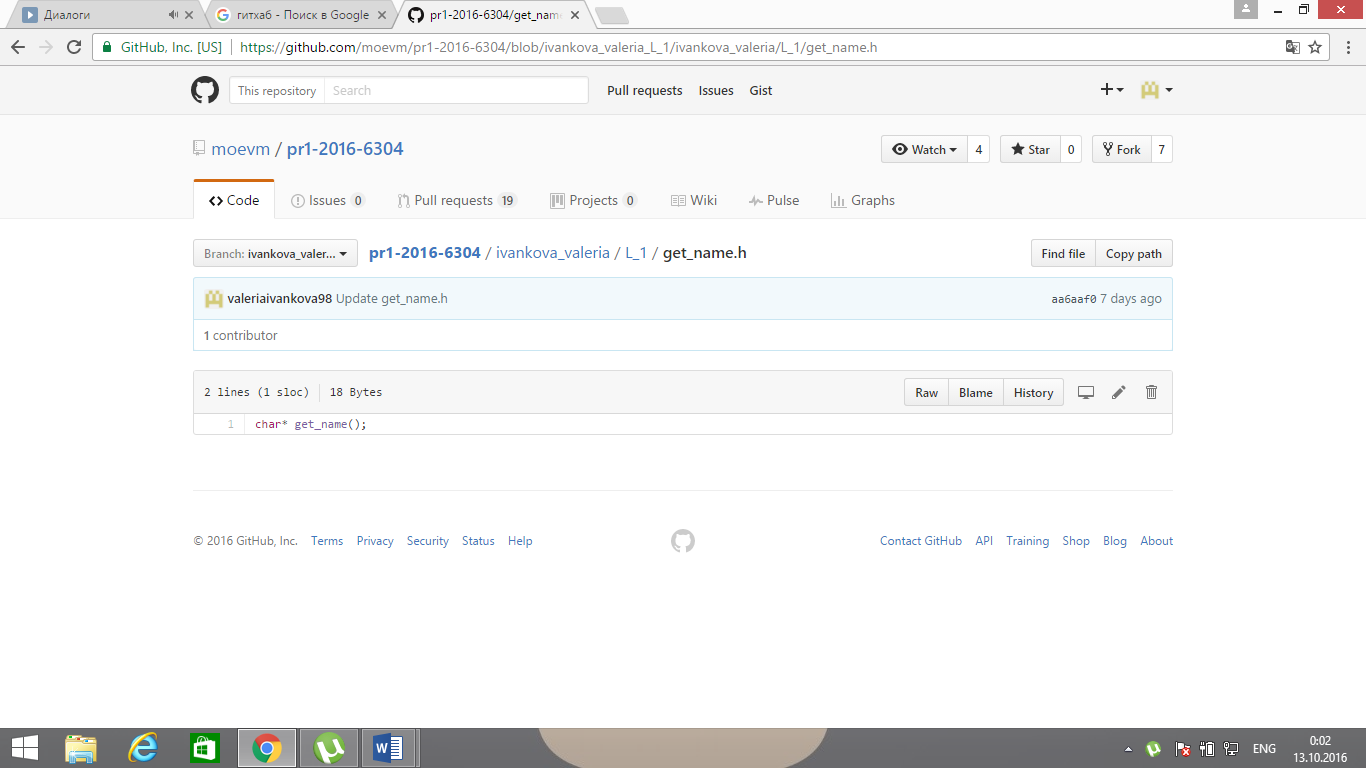 Диалоги
гитхаб - Поиск в Google
pr1-2016-6304/get_nam
GitHub, Inc. [US] https://github.com/moevm/pr1-2016-6304/blob/ivankova_valeria_L_1/ivankova_valeria/L_1/get_name.h
This repository Search Pull requests Issues Gist
moevm / pr1-2016-6304 Watch 4 Star 0 Fork 7
Code Issues 0 Pull requests 19 Projects 0 Wiki Pulse Graphs
Branch: ivankova_valer... pr1-2016-6304 / ivankova_valeria / L_1 / get_name.h Find file Copy path
valeriaivankova98 Update get_name.h aa6aaf0 7 days ago
1 contributor
2 lines (1 sloc) 18 Bytes Raw Blame History
1 char* get_name();
© 2016 GitHub, Inc. Terms Privacy Security Status Help Contact GitHub API Training Shop Blog About
ENG 0:02
13.10.2016